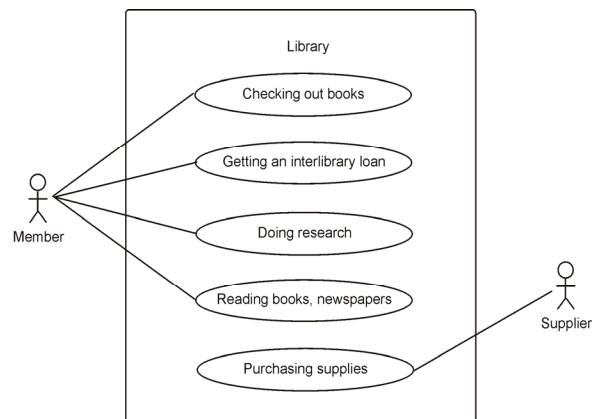 Library
Checking out books
Getting an interlibrary loan
Doing research
Member
Reading books, newspapers
Supplier
Purchasing supplies